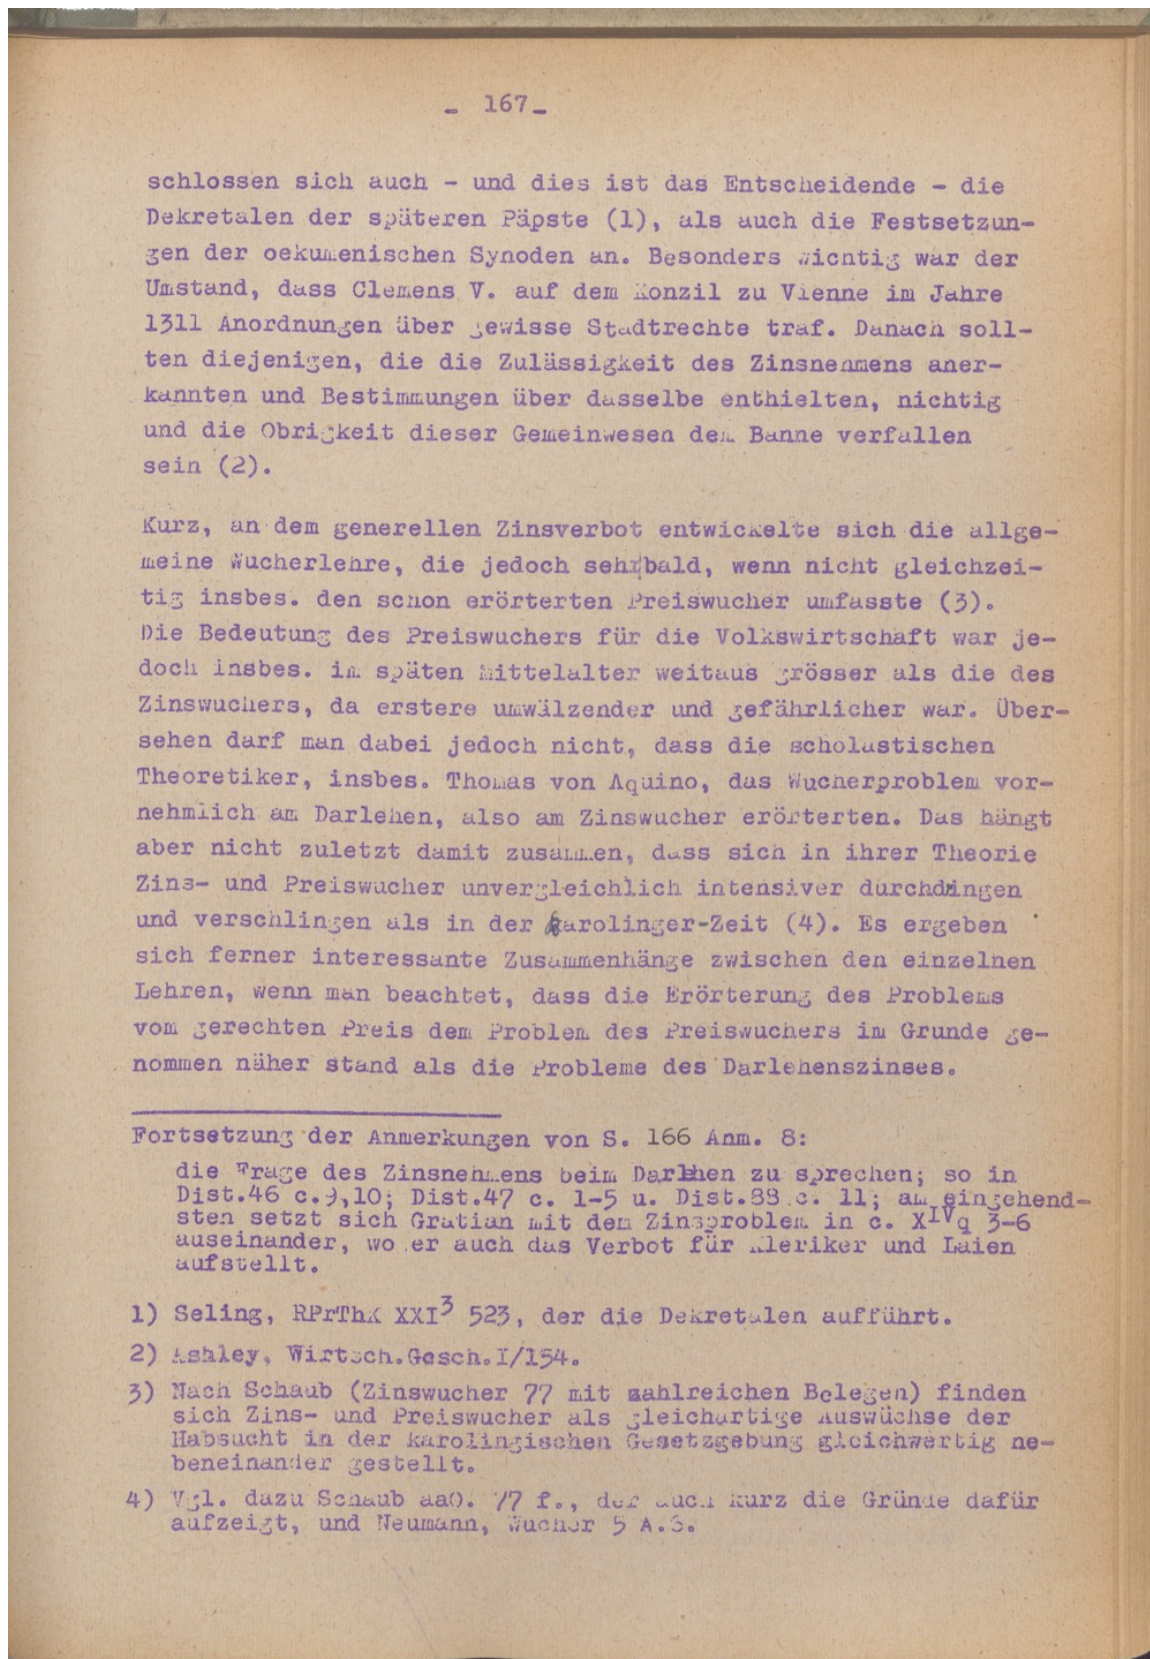 - 167-
schlossen sich auch - und dies ist das Entscheidende - die
Dekretalen der späteren Päpste (1), als auch die Festsetzun-
gen der oekumenischen Synoden an. Besonders wichtig war der
Umstand, dass Clemens V. auf dem Konzil zu Vienne im Jahre
1311 Anordnungen über gewisse Stadtrechte traf. Danach soll-
ten diejenigen, die die Zulässigkeit des Zinsnehmens aner-
kannten und Bestimmungen über dasselbe enthielten, nichtig
und die Obrigkeit dieser Gemeinwesen dem Banne verfallen
sein (2).
Kurz, an dem generellen Zinsverbot entwickelte sich die allge-
meine Wucherlehre, die jedoch sehr bald, wenn nicht gleichzei-
tig insbes. den schon erörterten Preiswucher umfasste (3).
Die Bedeutung des Preiswuchers für die Volkswirtschaft war je-
doch insbes. im späten Mittelalter weitaus grösser als die des
Zinswuchers, da erstere umwälzender und gefährlicher war. Über-
sehen darf man dabei jedoch nicht, dass die scholastischen
Theoretiker, insbes. Thomas von Aquino, das Wucherproblem vor-
nehmlich am Darlehen, also am Zinswucher erörterten. Das hängt
aber nicht zuletzt damit zusammen, dass sich in ihrer Theorie
Zins- und Preiswucher unvergleichlich intensiver durchdringen
und verschlingen als in der Karolinger-Zeit (4). Es ergeben
sich ferner interessante Zusammenhänge zwischen den einzelnen
Lehren, wenn man beachtet, dass die Erörterung des Problems
vom gerechten Preis dem Problem des Preiswuchers im Grunde ge-
nommen näher stand als die Probleme des Darlehenszinses.
Fortsetzung der Anmerkungen von S. 166 Anm. 8:
die Frage des Zinsnehmens beim Darlehen zu sprechen; so in
Dist.46 c.9,10; Dist.47 c. 1-5 u. Dist.88 c. 11; am eingehend-
sten setzt sich Gratian mit dem Zinsproblem in c. XIV q 3-6
auseinander, wo er auch das Verbot für Kleriker und Laien
aufstellt.
1) Seling, RPrThK XXI3 523, der die Dekretalen aufführt.
2) Ashley, Wirtsch.Gesch.I/154.
3) Nach Schaub (Zinswucher 77 mit zahlreichen Belegen) finden
sich Zins- und Preiswucher als gleichartige Auswüchse der
Habsucht in der karolingischen Gesetzgebung gleichwertig ne-
beneinander gestellt.
4) Vgl. dazu Schaub aaO. 77 f., der auch kurz die Gründe dafür
aufzeigt, und Neumann, Wucher 5 A.6.